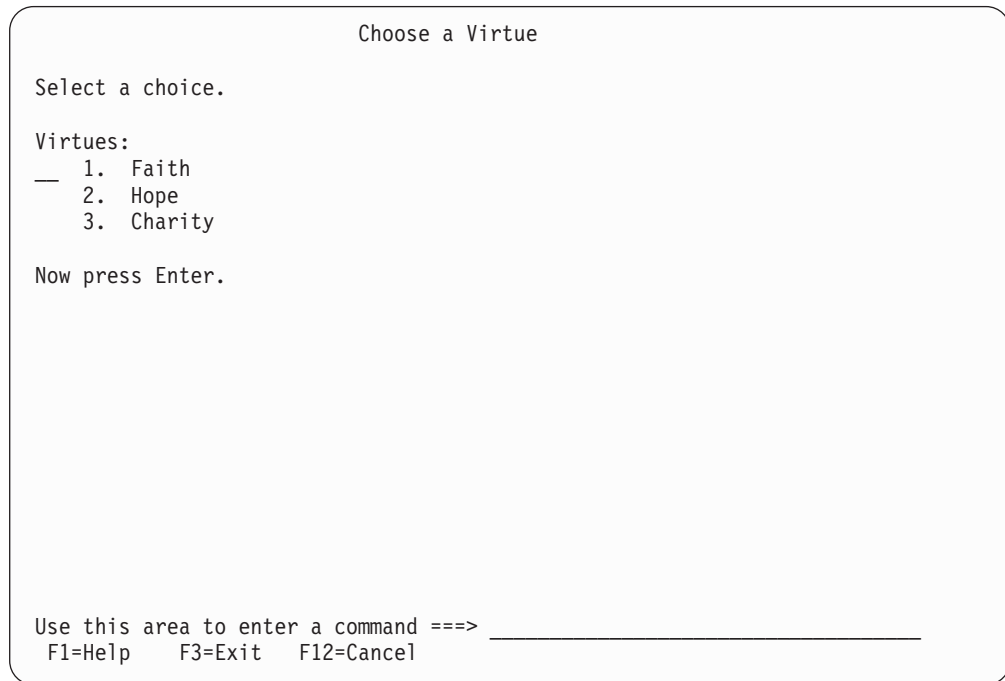 Choose a Virtue
Select a choice.
Virtues:
__ 1. Faith
2. Hope
3. Charity
Now press Enter.
Use this area to enter a command ===> ____________________________________
F1=Help F3=Exit F12=Cancel